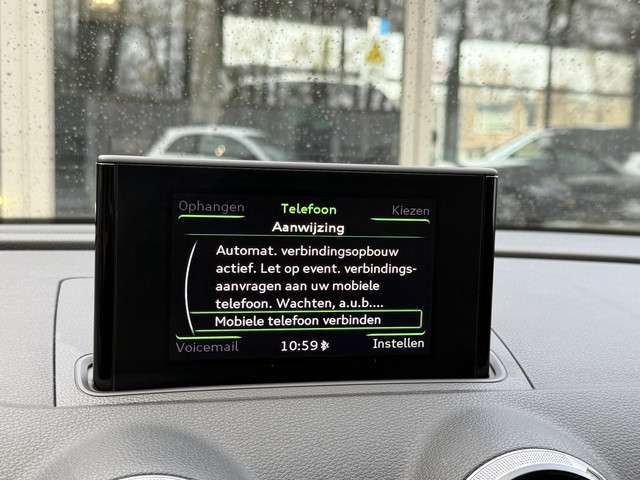 Ophangen Telefoon Kiezen
Aanwijzing
Automat. verbindingsopbouw
actief. Let op event. verbindings-
aanvragen aan uw mobiele
telefoon. Wachten, a.u.b....
Mobiele telefoon verbinden
Voicemail 10:59 Instellen